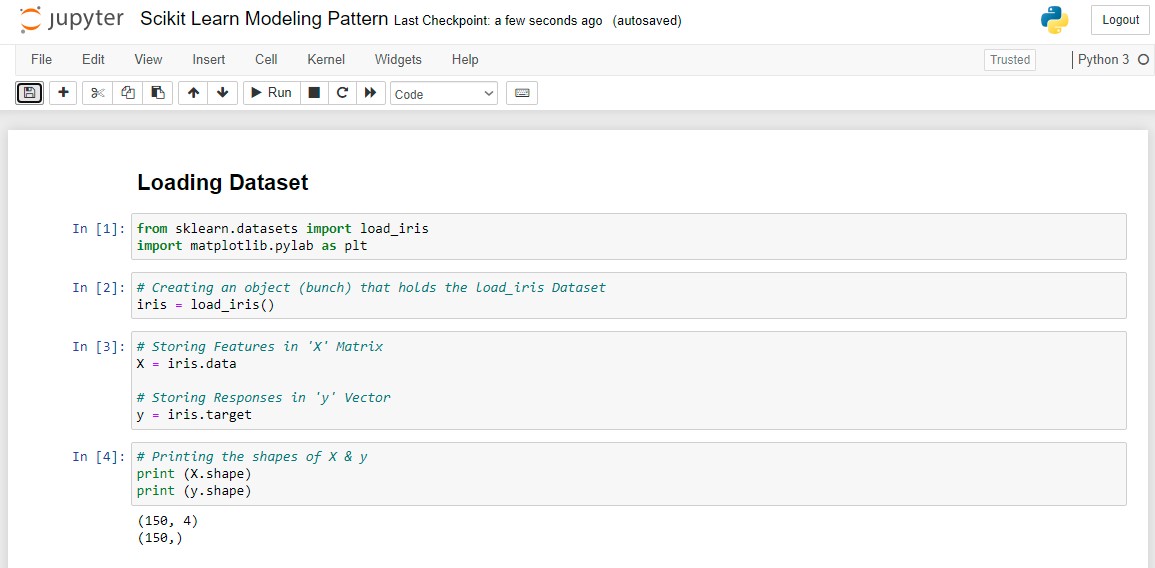 jupyter Scikit Learn Modeling Pattern Last Checkpoint: a few seconds ago (autosaved)
Logout
File Edit View Insert Cell Kernel Widgets Help Trusted Python 3
Run Code
Loading Dataset
In [1]: from sklearn.datasets import load_iris
import matplotlib.pylab as plt
In [2]: # Creating an object (bunch) that holds the load_iris Dataset
iris = load_iris()
In [3]: # Storing Features in 'X' Matrix
X = iris.data
# Storing Responses in 'y' Vector
y = iris.target
In [4]: # Printing the shapes of X & y
print (X.shape)
print (y.shape)
(150, 4)
(150,)